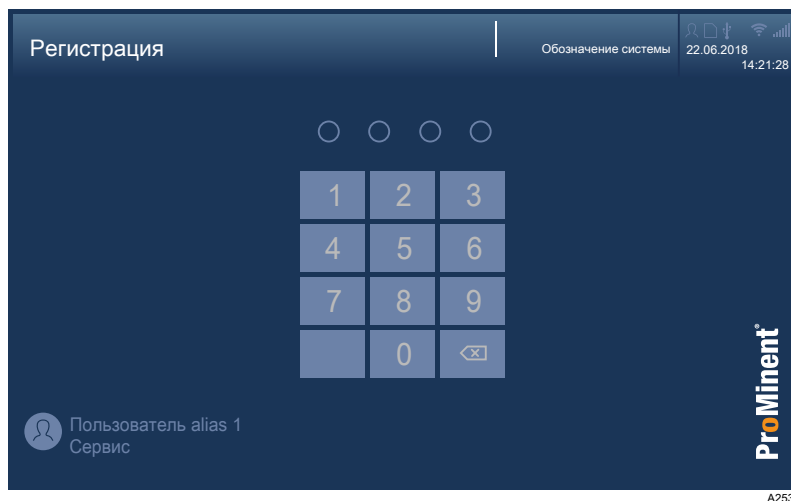 Регистрация
Обозначение системы
22.06.2018
14:21:28
1 2 3
4 5 6
7 8 9
0
Пользователь alias 1
Сервис
ProMinent
A253